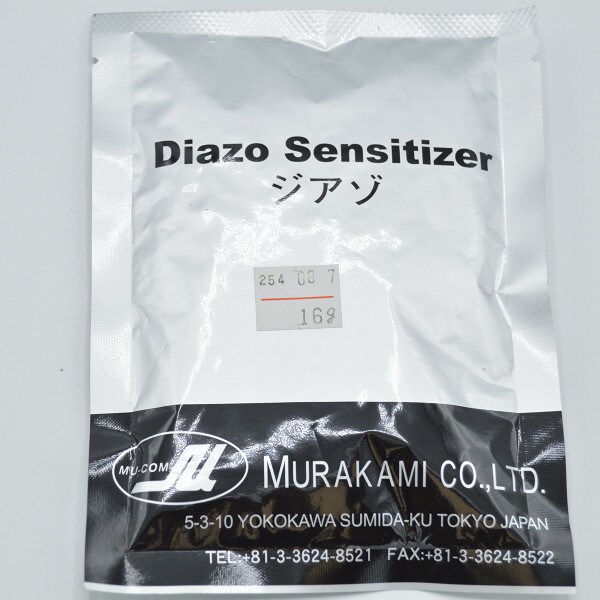 Diazo Sensitizer
ジアゾ
254 08 7
16g
MU-COM
MURAKAMI CO.,LTD.
5-3-10 YOKOKAWA SUMIDA-KU TOKYO JAPAN
TEL:+81-3-3624-8521 FAX:+81-3-3624-8522